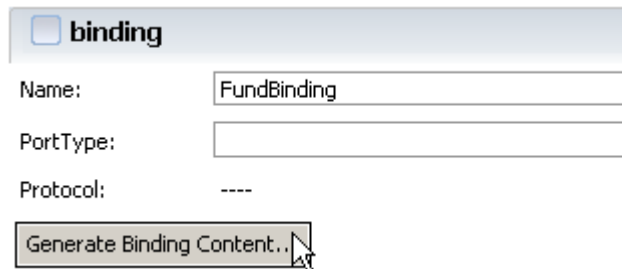 binding
Name: FundBinding
PortType:
Protocol: ----
Generate Binding Content...